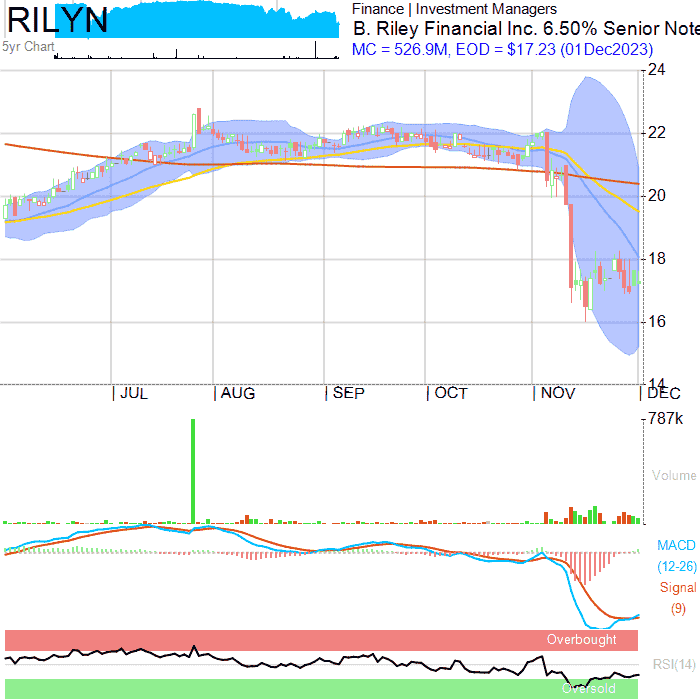 RILYN
Finance | Investment Managers
B. Riley Financial Inc. 6.50% Senior Note
5yr Chart
MC = 526.9M, EOD = $17.23 (01Dec2023)
24
22
20
18
16
14
JUL AUG SEP OCT NOV DEC
787k
Volume
MACD
(12-26)
Signal
(9)
Overbought
RSI(14)
Oversold